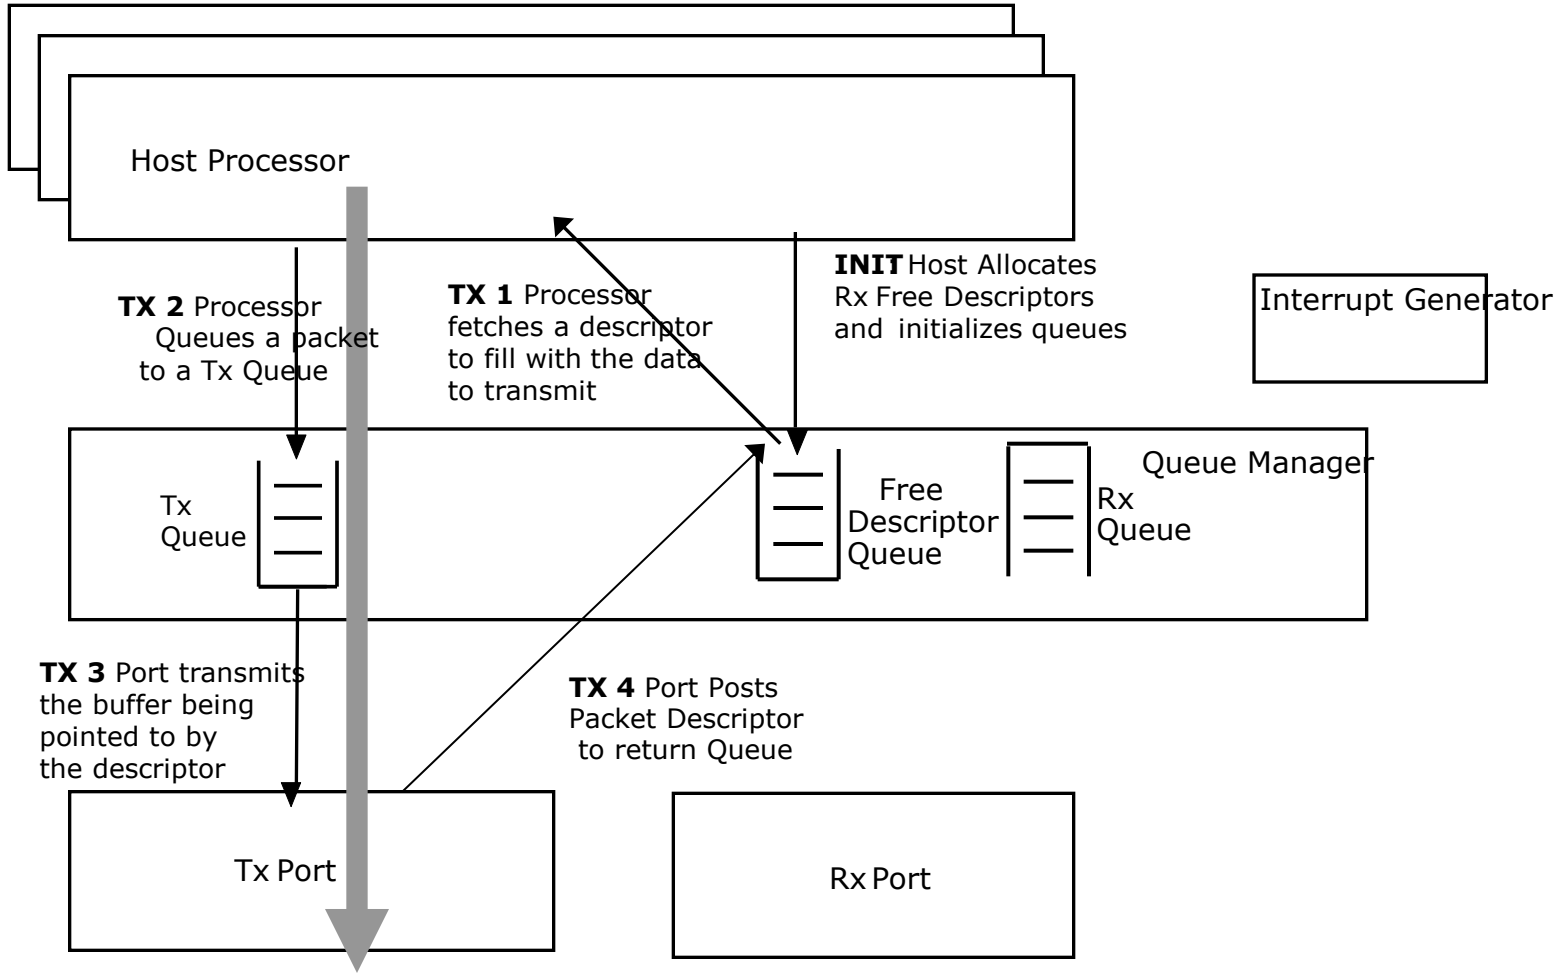 Host Processor
INIT: Host Allocates
Rx Free Descriptors
and initializes queues
TX 2 Processor
Queues a packet
to a Tx Queue
TX 1 Processor
fetches a descriptor
to fill with the data
to transmit
Interrupt Generator
Queue Manager
Tx
Queue
Free
Descriptor
Queue
Rx
Queue
TX 3 Port transmits
the buffer being
pointed to by
the descriptor
TX 4 Port Posts
Packet Descriptor
to return Queue
Tx Port
Rx Port